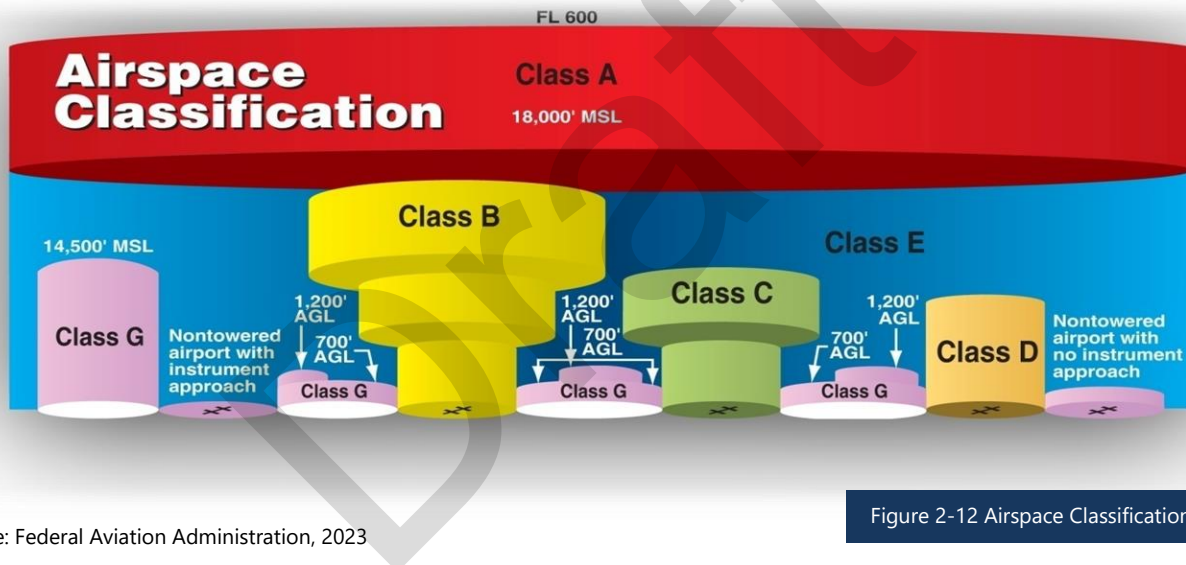 FL 600
Airspace
Classification
Class A
18,000' MSL
Class B
Class E
14,500' MSL
Class C
1,200'
AGL
1,200'
AGL
1,200'
AGL
Class G
Nontowered
airport with
instrument
approach
700'
AGL
700'
AGL
700'
AGL
Class D
Nontowered
airport with
no instrument
approach
Class G
Class G
Class G
e: Federal Aviation Administration, 2023
Figure 2-12 Airspace Classification
Draft